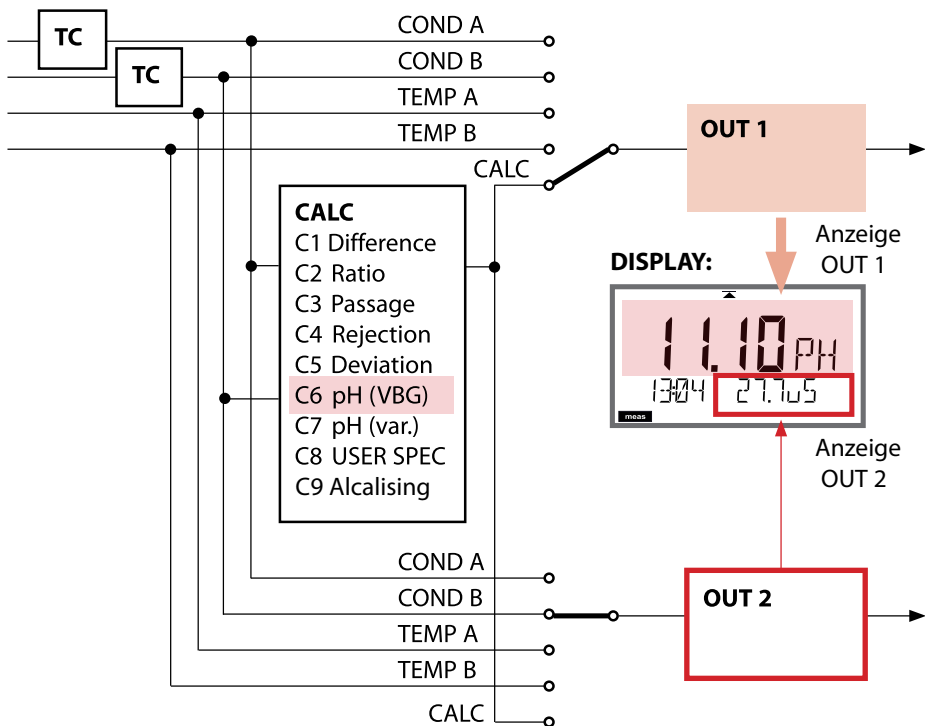 TC
COND A
TC
COND B
TEMP A
TEMP B
CALC
OUT 1
CALC
C1 Difference
C2 Ratio
C3 Passage
C4 Rejection
C5 Deviation
C6 pH (VBG)
C7 pH (var.)
C8 USER SPEC
C9 Alcalising
Anzeige
OUT 1
DISPLAY:
11.10 PH
13:04 27.7uS
meas
Anzeige
OUT 2
COND A
COND B
TEMP A
TEMP B
CALC
OUT 2